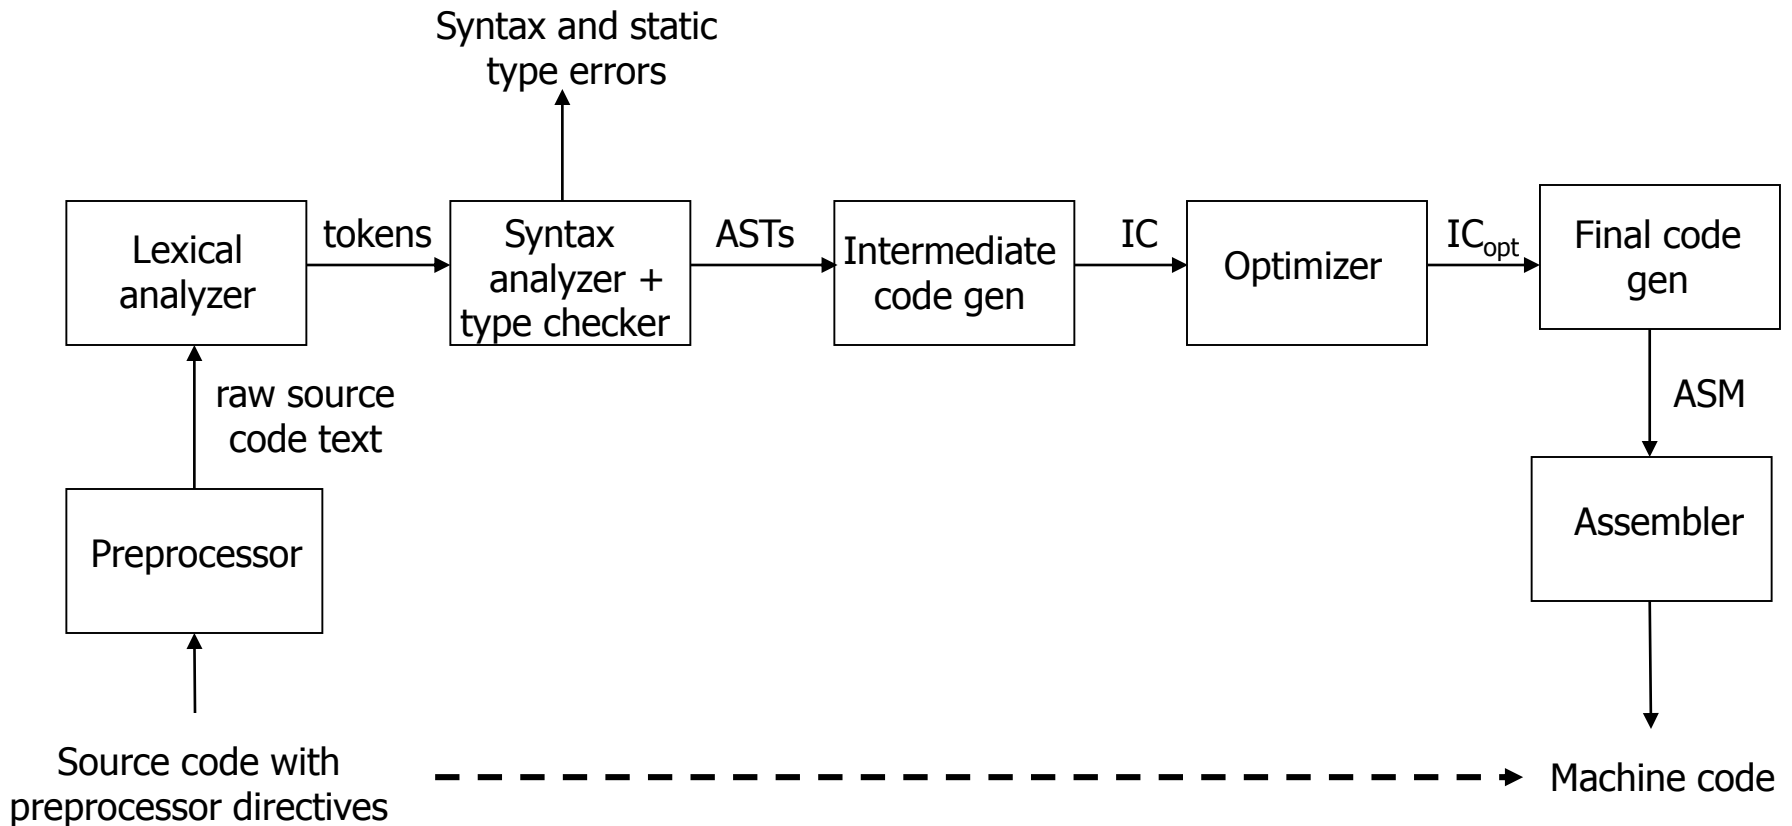 Syntax and static
type errors
Lexical
analyzer
tokens
Syntax
analyzer +
type checker
ASTs
Intermediate
code gen
IC
Optimizer
ICopt
Final code
gen
raw source
code text
ASM
Preprocessor
Assembler
Source code with
preprocessor directives
Machine code